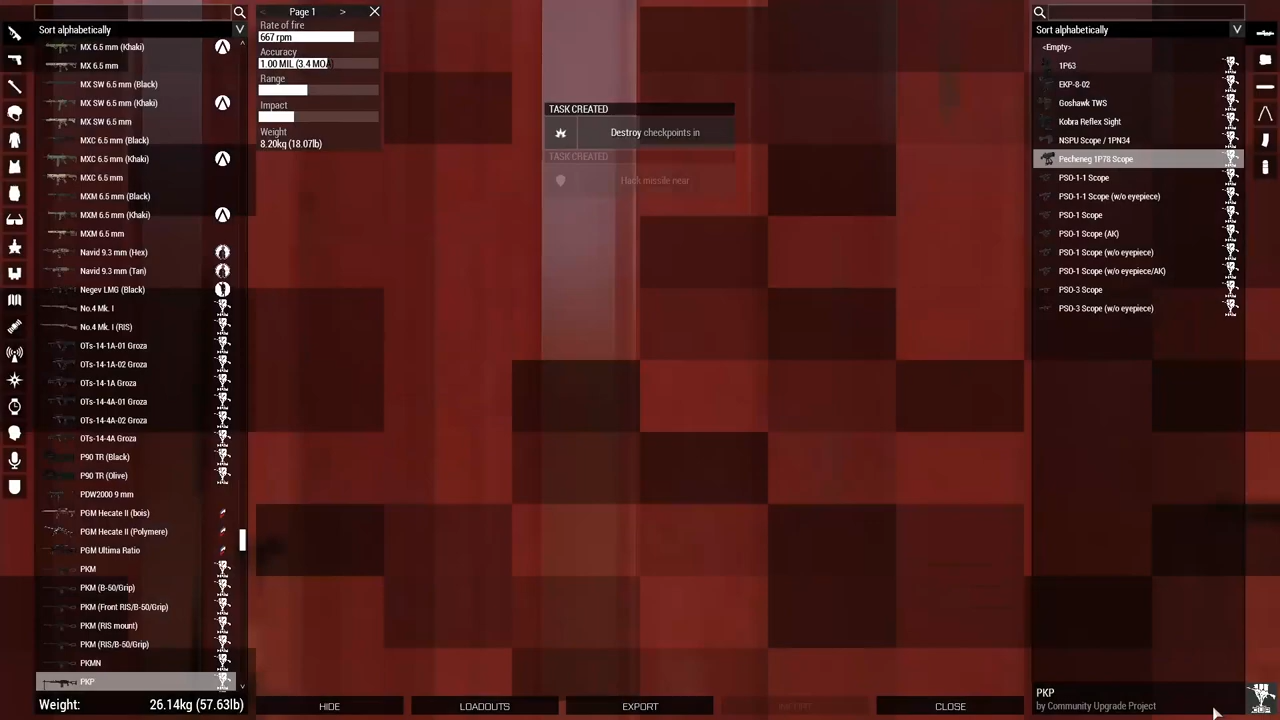 Sort alphabetically
MX 6.5 mm (Khaki)
MX 6.5 mm
MX SW 6.5 mm (Black)
MX SW 6.5 mm (Khaki)
MX SW 6.5 mm
MXC 6.5 mm (Black)
MXC 6.5 mm (Khaki)
MXC 6.5 mm
MXM 6.5 mm (Black)
MXM 6.5 mm (Khaki)
MXM 6.5 mm
Navid 9.3 mm (Hex)
Navid 9.3 mm (Tan)
Negev LMG (Black)
No.4 Mk. I
No.4 Mk. I (RIS)
OTs-14-1A-01 Groza
OTs-14-1A-02 Groza
OTs-14-1A Groza
OTs-14-4A-01 Groza
OTs-14-4A-02 Groza
OTs-14-4A Groza
P90 TR (Black)
P90 TR (Olive)
PDW2000 9 mm
PGM Hecate II (bois)
PGM Hecate II (Polymere)
PGM Ultima Ratio
PKM
PKM (B-50/Grip)
PKM (Front RIS/B-50/Grip)
PKM (RIS mount)
PKM (RIS/B-50/Grip)
PKMN
PKP
Weight: 26.14kg (57.63lb)
Page 1 >
Rate of fire
667 rpm
Accuracy
1.00 MIL (3.4 MOA)
Range
Impact
Weight
8.20kg (18.07lb)
TASK CREATED
Destroy checkpoints in
TASK CREATED
Hack missile near
HIDE
LOADOUTS
EXPORT
IMPORT
CLOSE
Sort alphabetically
<Empty>
1P63
EKP-8-02
Goshawk TWS
Kobra Reflex Sight
NSPU Scope / 1PN34
Pecheneg 1P78 Scope
PSO-1-1 Scope
PSO-1-1 Scope (w/o eyepiece)
PSO-1 Scope
PSO-1 Scope (AK)
PSO-1 Scope (w/o eyepiece)
PSO-1 Scope (w/o eyepiece/AK)
PSO-3 Scope
PSO-3 Scope (w/o eyepiece)
PKP
by Community Upgrade Project